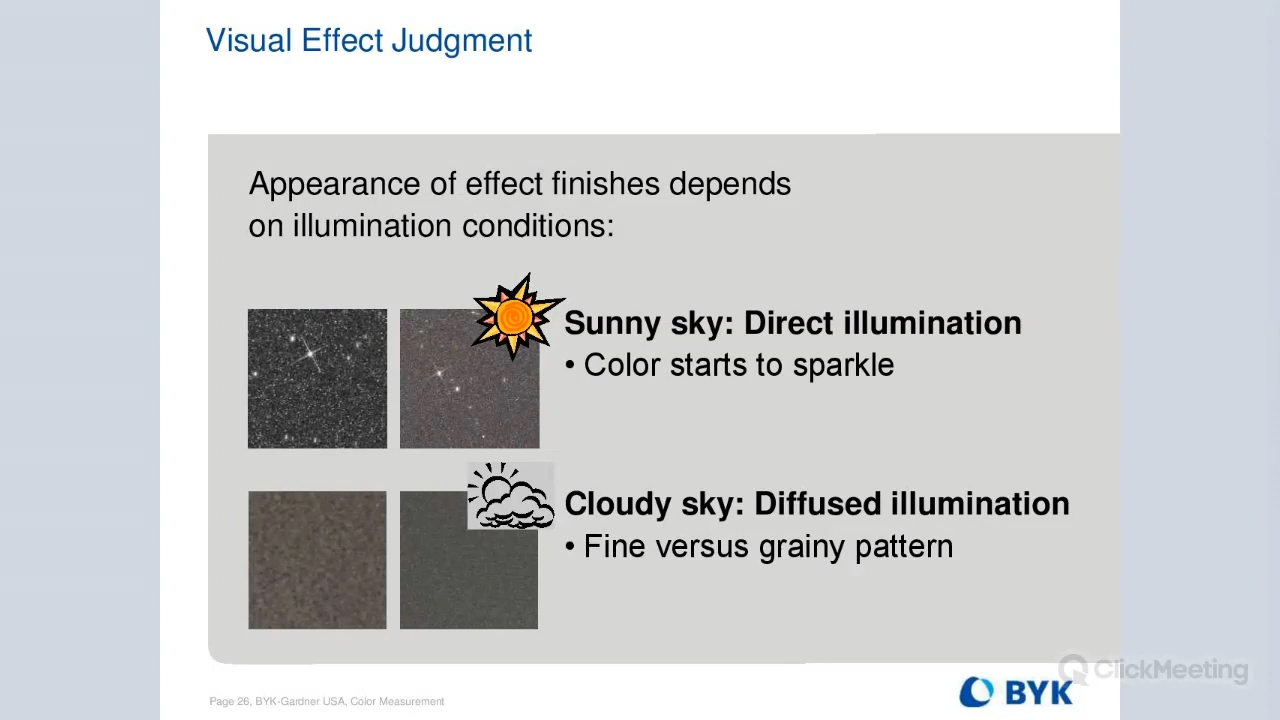 Visual Effect Judgment
Appearance of effect finishes depends
on illumination conditions:
Sunny sky: Direct illumination
• Color starts to sparkle
Cloudy sky: Diffused illumination
• Fine versus grainy pattern
ClickMeeting
Page 26, BYK-Gardner USA, Color Measurement
BYK